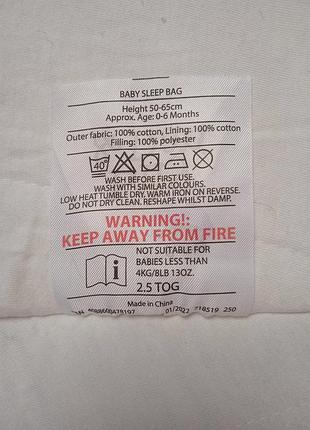 BABY SLEEP BAG
Height 50-65cm
Approx. Age: 0-6 Months
Outer fabric: 100% cotton, Lining: 100% cotton
Filling: 100% polyester
40°
WASH BEFORE FIRST USE.
WASH WITH SIMILAR COLOURS.
LOW HEAT TUMBLE DRY. WARM IRON ON REVERSE.
DO NOT DRY CLEAN. RESHAPE WHILST DAMP.
WARNING!:
KEEP AWAY FROM FIRE
NOT SUITABLE FOR
BABIES LESS THAN
4KG/8LB 13OZ.
2.5 TOG
Made in China
01/2022 250